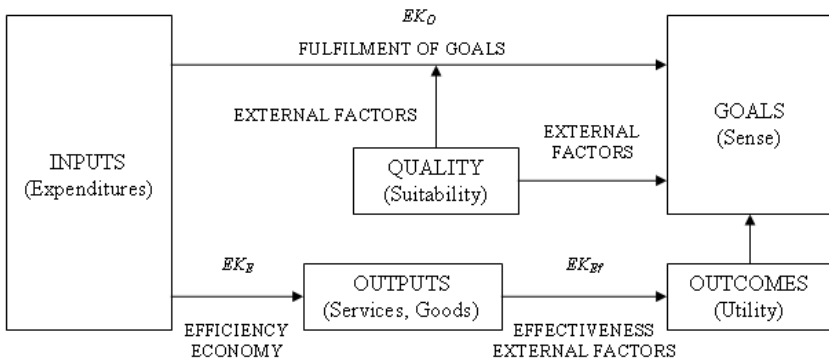 EK_O
FULFILMENT OF GOALS
EXTERNAL FACTORS
GOALS
(Sense)
EXTERNAL
FACTORS
INPUTS
(Expenditures)
QUALITY
(Suitability)
EK_E
OUTPUTS
(Services, Goods)
EK_Ef
OUTCOMES
(Utility)
EFFICIENCY
ECONOMY
EFFECTIVENESS
EXTERNAL FACTORS